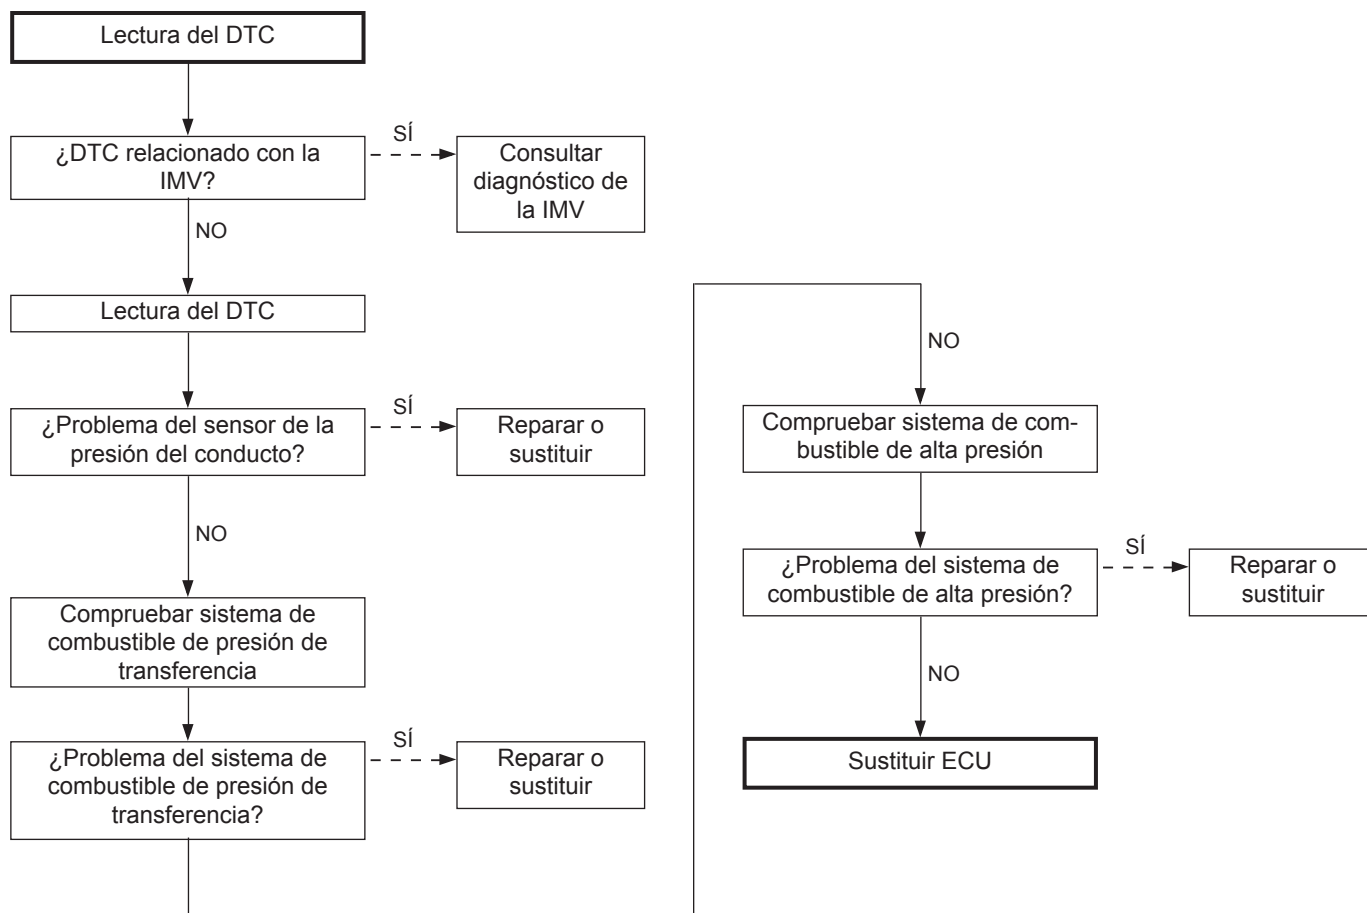 Lectura del DTC
¿DTC relacionado con la
IMV?
SÍ
Consultar
diagnóstico de
la IMV
NO
Lectura del DTC
¿Problema del sensor de la
presión del conducto?
SÍ
Reparar o
sustituir
NO
Compruebar sistema de
combustible de presión de
transferencia
¿Problema del sistema de
combustible de presión de
transferencia?
SÍ
Reparar o
sustituir
NO
Compruebar sistema de com-
bustible de alta presión
¿Problema del sistema de
combustible de alta presión?
SÍ
Reparar o
sustituir
NO
Sustituir ECU